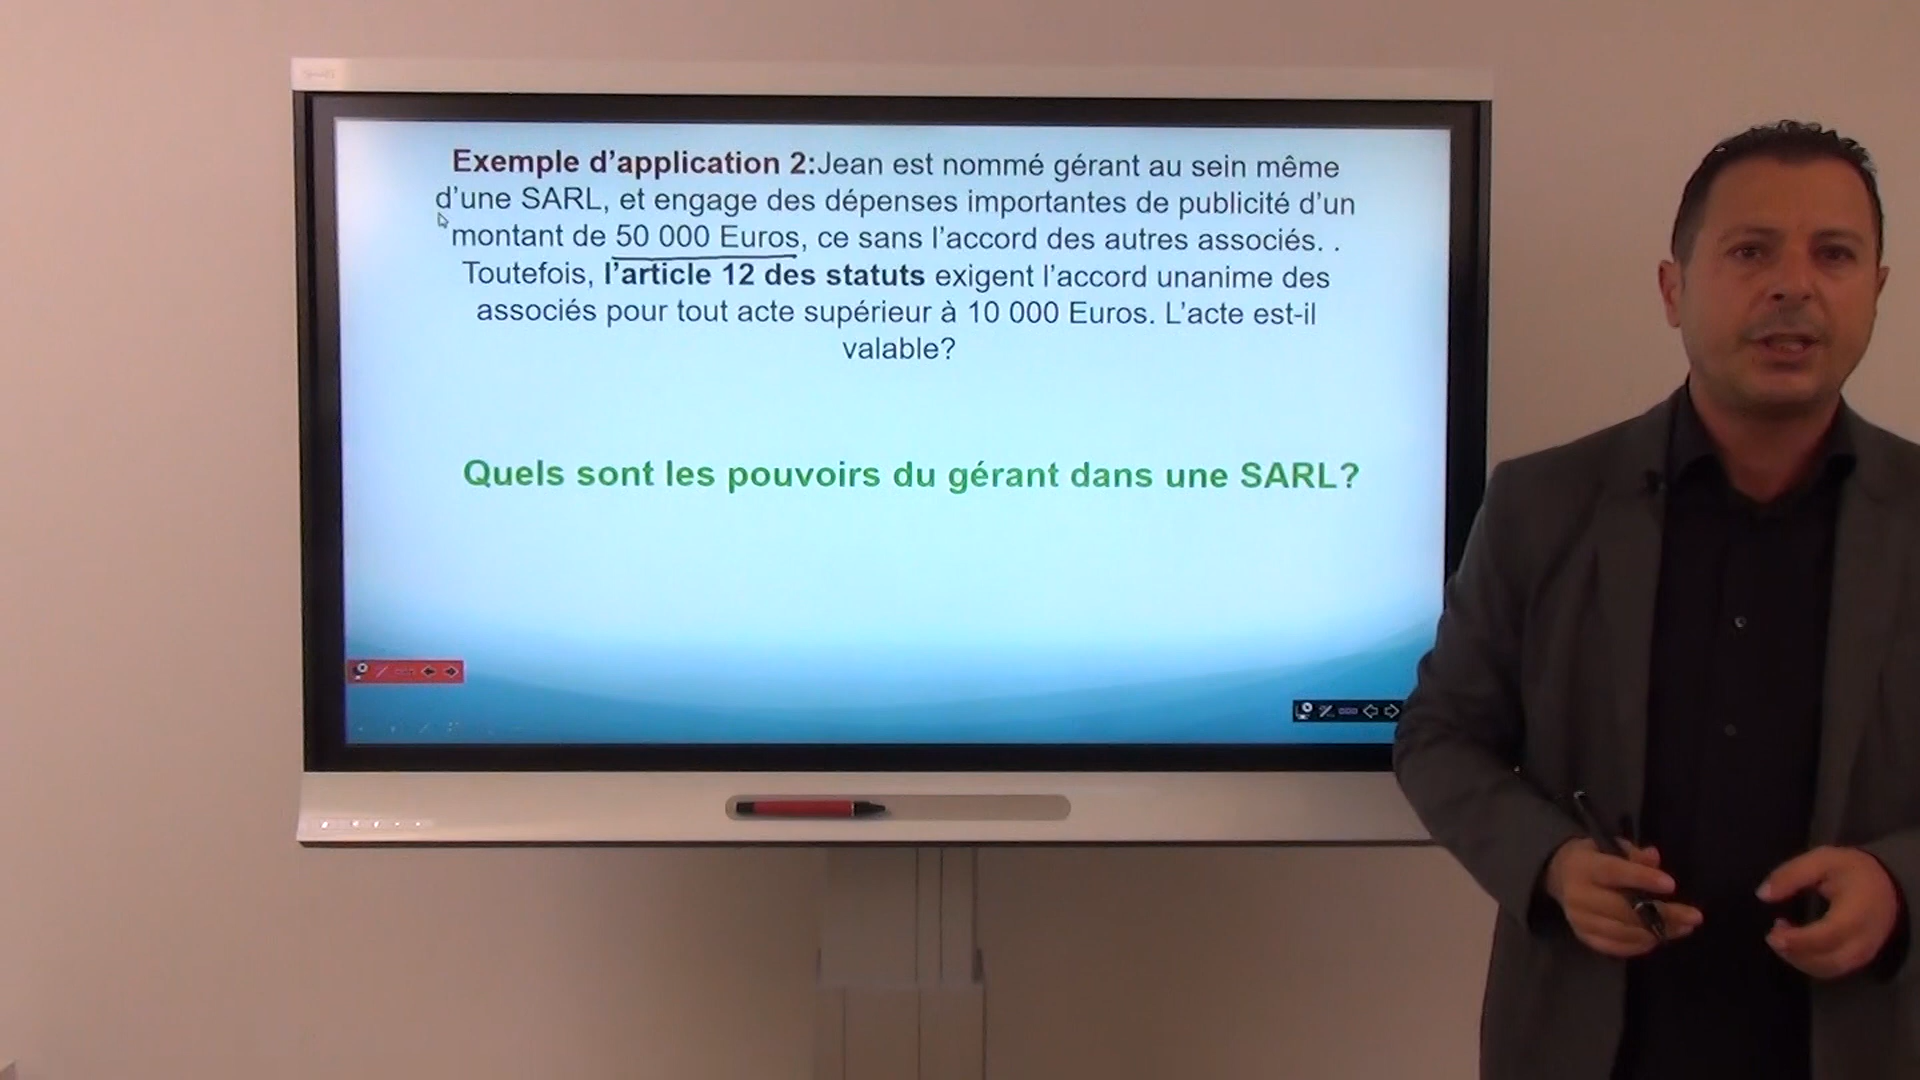 Exemple d’application 2:Jean est nommé gérant au sein même
d’une SARL, et engage des dépenses importantes de publicité d’un
montant de 50 000 Euros, ce sans l’accord des autres associés. .
Toutefois, l’article 12 des statuts exigent l’accord unanime des
associés pour tout acte supérieur à 10 000 Euros. L’acte est-il
valable?
Quels sont les pouvoirs du gérant dans une SARL?